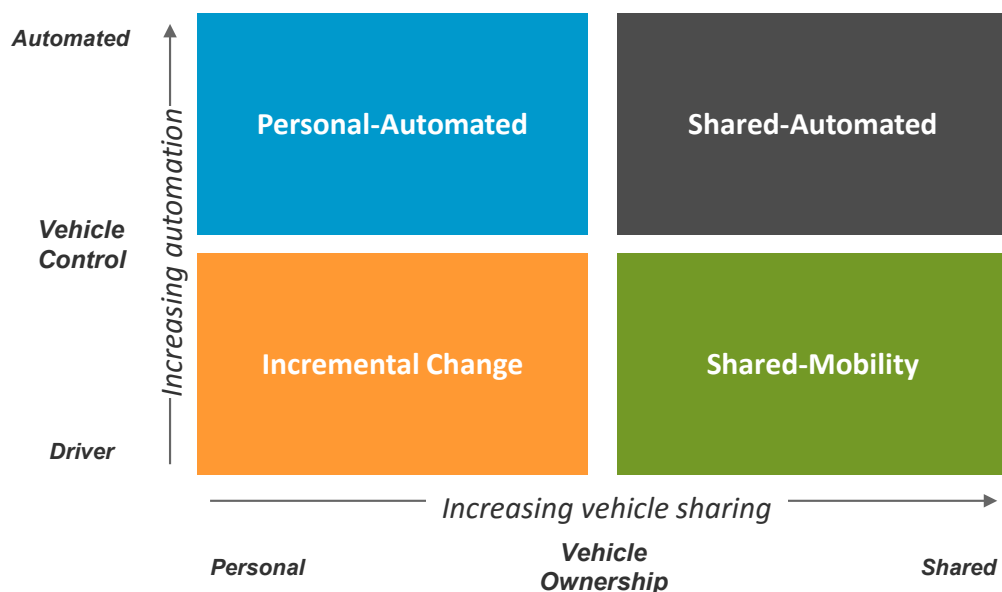 Automated
Personal-Automated
Shared-Automated
Increasing automation
Vehicle
Control
Incremental Change
Shared-Mobility
Driver
Increasing vehicle sharing
Personal
Vehicle
Ownership
Shared